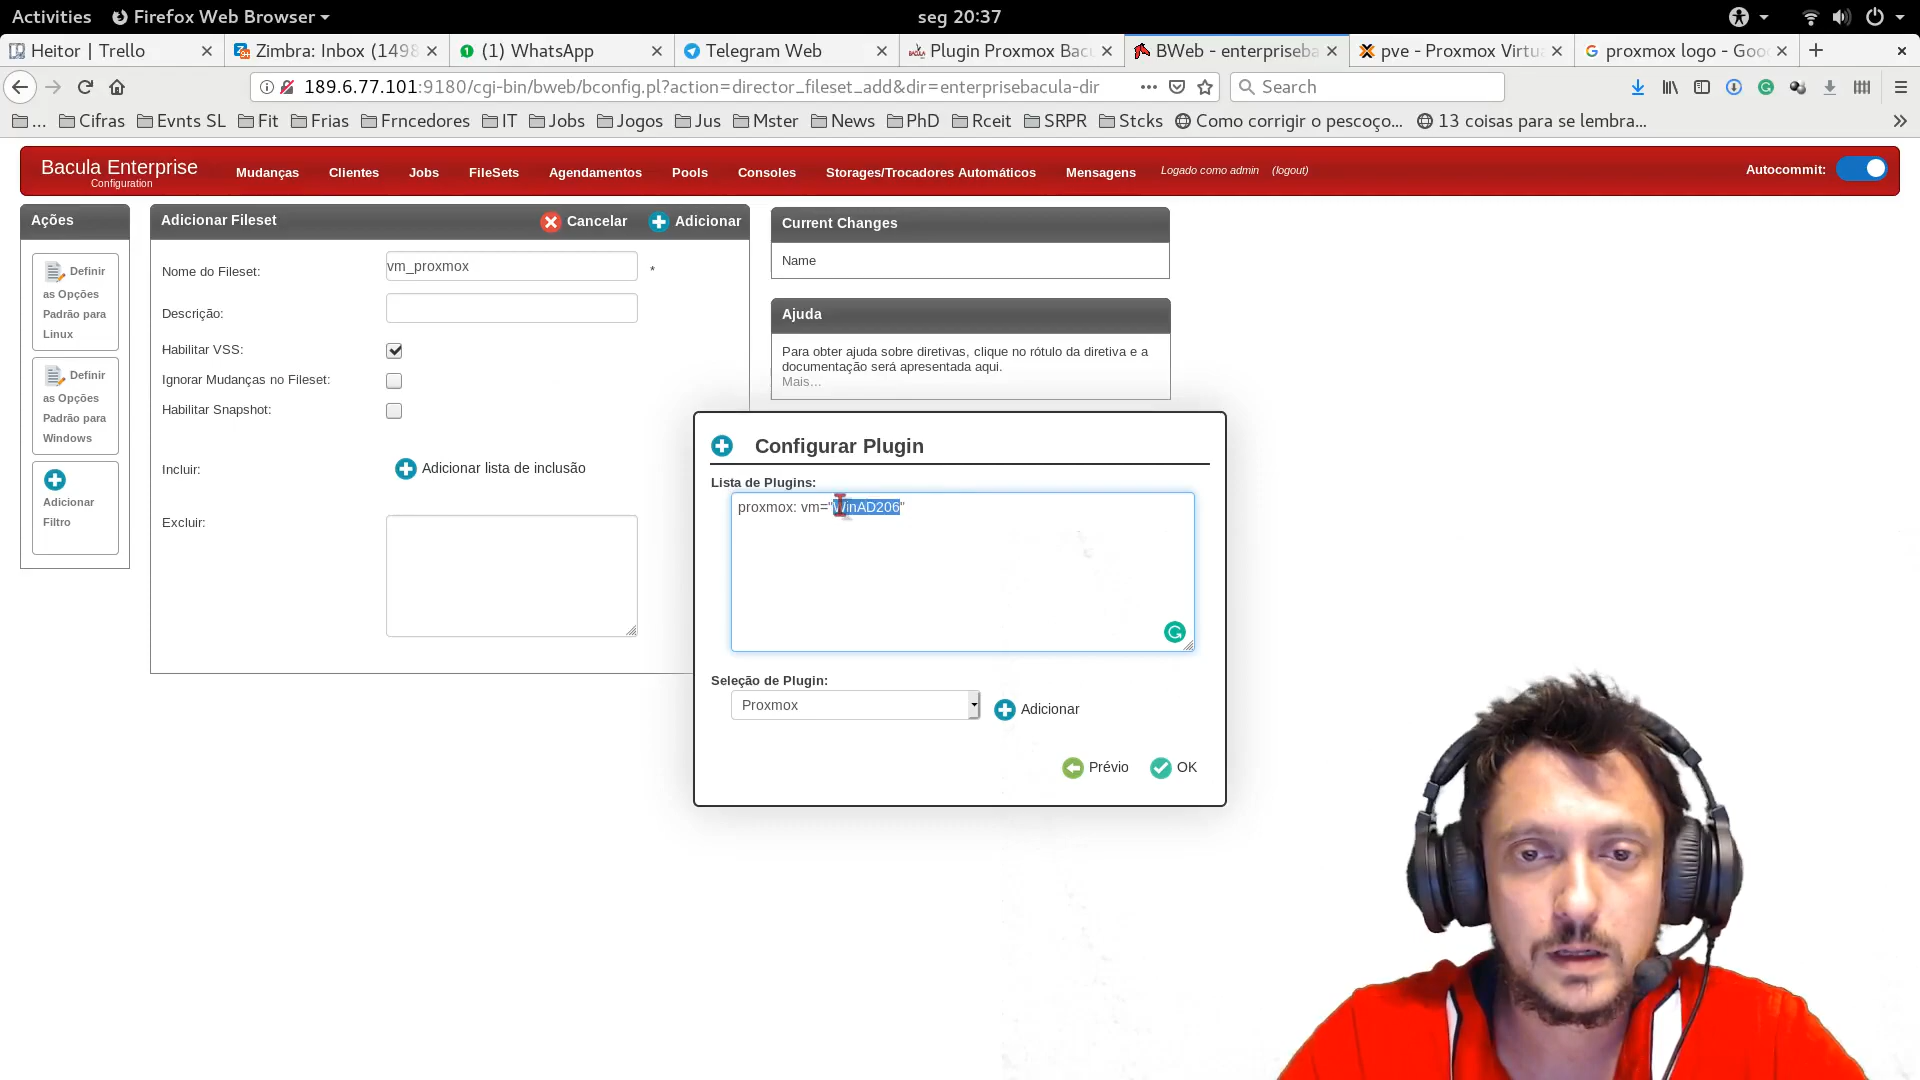 Activities Firefox Web Browser seg 20:37
Heitor | Trello Zimbra: Inbox (1498 (1) WhatsApp Telegram Web Plugin Proxmox Bac BWeb - enterpriseba pve - Proxmox Virtu proxmox logo - Goo
189.6.77.101:9180/cgi-bin/bweb/bconfig.pl?action=director_fileset_add&dir=enterprisebacula-dir Search
... Cifras Evnts SL Fit Frias Frncedores IT Jobs Jogos Jus Mster News PhD Rceit SRPR Stcks Como corrigir o pescoço... 13 coisas para se lembra...
Bacula Enterprise
Configuration
Mudanças Clientes Jobs FileSets Agendamentos Pools Consoles Storages/Trocadores Automáticos Mensagens Logado como admin (logout) Autocommit:
Ações
Definir
as Opções
Padrão para
Linux
Definir
as Opções
Padrão para
Windows
Adicionar
Filtro
Adicionar Fileset Cancelar Adicionar
Nome do Fileset: vm_proxmox *
Descrição:
Habilitar VSS:
Ignorar Mudanças no Fileset:
Habilitar Snapshot:
Incluir: Adicionar lista de inclusão
Excluir:
Current Changes
Name
Ajuda
Para obter ajuda sobre diretivas, clique no rótulo da diretiva e a
documentação será apresentada aqui.
Mais...
Configurar Plugin
Lista de Plugins:
proxmox: vm="WinAD206"
Seleção de Plugin:
Proxmox Adicionar
Prévio OK